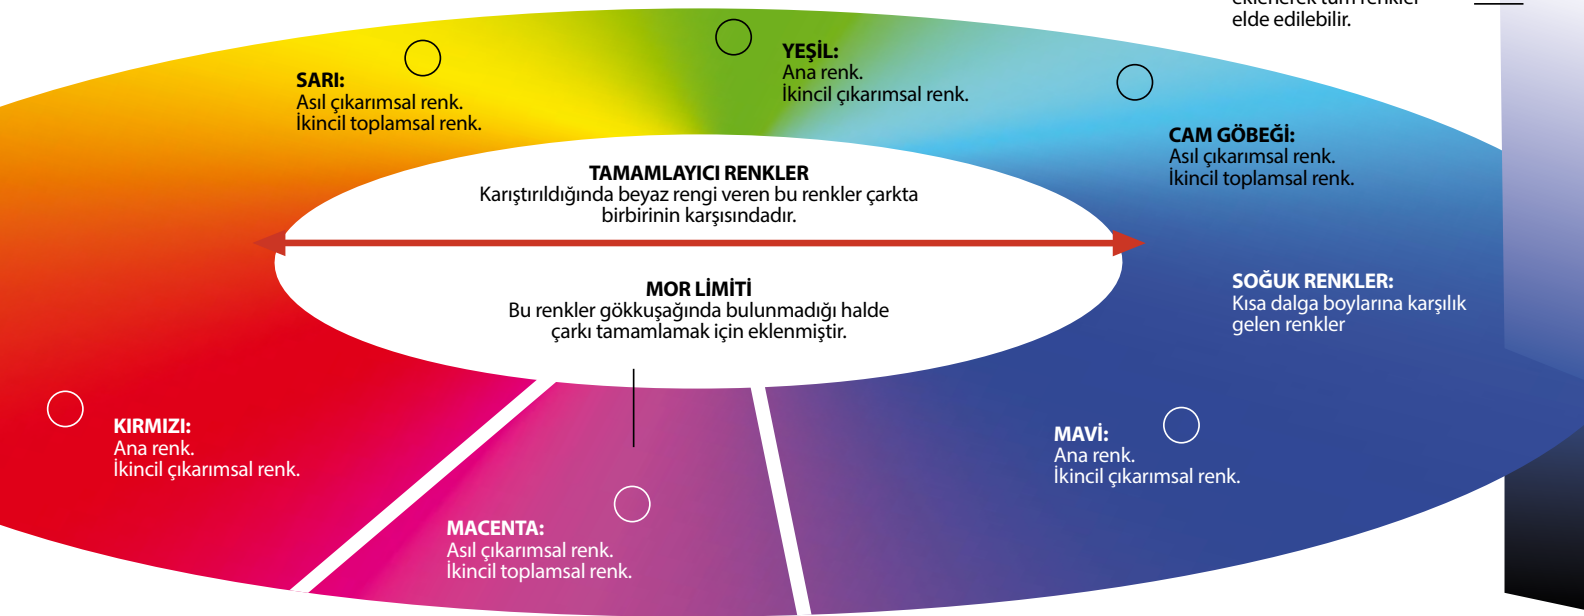 eklenerek tüm renkler
elde edilebilir.
SARI:
Asıl çıkarımsal renk.
İkincil toplamsal renk.
YEŞİL:
Ana renk.
İkincil çıkarımsal renk.
CAM GÖBEĞİ:
Asıl çıkarımsal renk.
İkincil toplamsal renk.
TAMAMLAYICI RENKLER
Karıştırıldığında beyaz rengi veren bu renkler çarkta
birbirinin karşısındadır.
MOR LİMİTİ
Bu renkler gökkuşağında bulunmadığı halde
çarkı tamamlamak için eklenmiştir.
SOĞUK RENKLER:
Kısa dalga boylarına karşılık
gelen renkler
KIRMIZI:
Ana renk.
İkincil çıkarımsal renk.
MACENTA:
Asıl çıkarımsal renk.
İkincil toplamsal renk.
MAVİ:
Ana renk.
İkincil çıkarımsal renk.